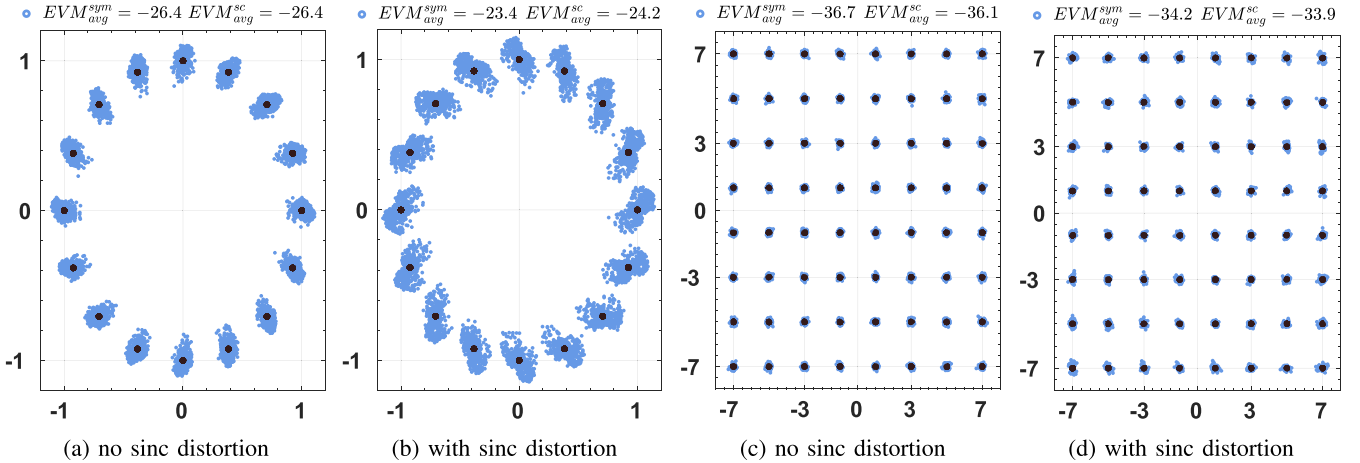 EVM^{sym}_{avg} = −26.4 EVM^{sc}_{avg} = −26.4
1
0
-1
-1 0 1
(a) no sinc distortion
EVM^{sym}_{avg} = −23.4 EVM^{sc}_{avg} = −24.2
1
0
-1
-1 0 1
(b) with sinc distortion
EVM^{sym}_{avg} = −36.7 EVM^{sc}_{avg} = −36.1
7
3
0
-3
-7
-7 -3 0 3 7
(c) no sinc distortion
EVM^{sym}_{avg} = −34.2 EVM^{sc}_{avg} = −33.9
7
3
0
-3
-7
-7 -3 0 3 7
(d) with sinc distortion